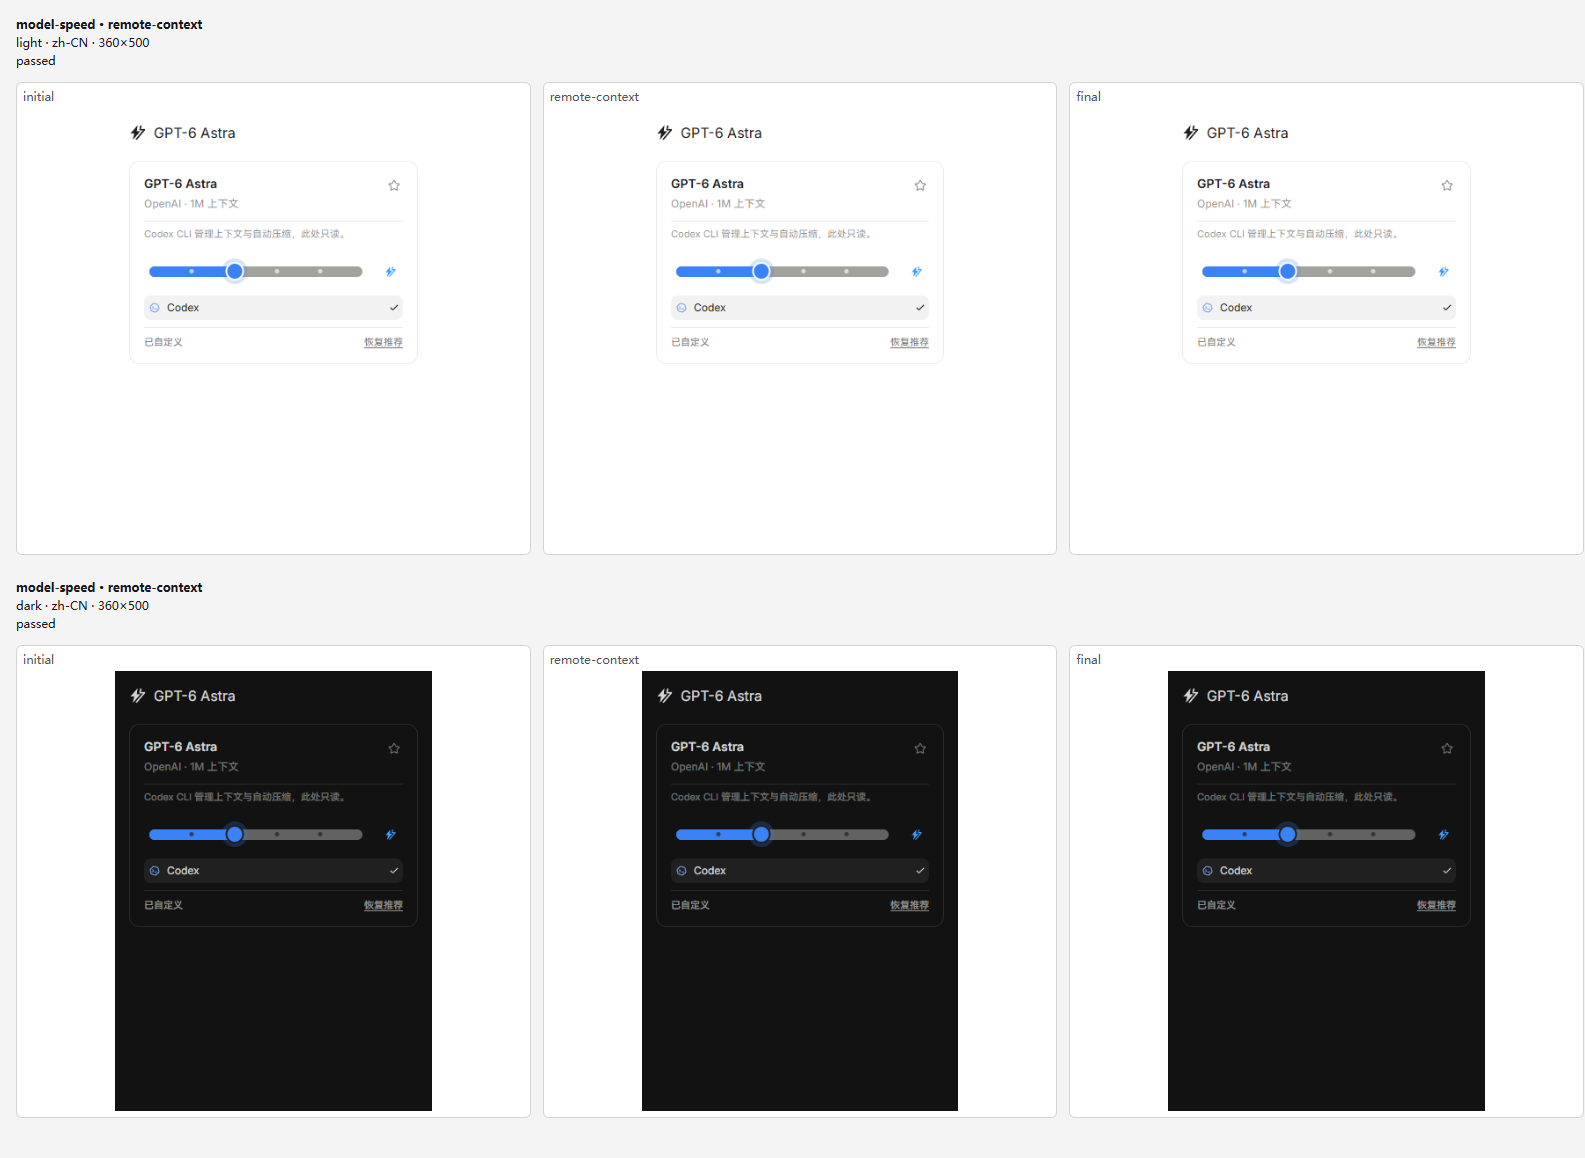 model-speed • remote-context
light · zh-CN · 360×500
passed
initial
GPT-6 Astra
GPT-6 Astra
OpenAI · 1M 上下文
Codex CLI 管理上下文与自动压缩，此处只读。
Codex
已自定义 恢复推荐
remote-context
GPT-6 Astra
GPT-6 Astra
OpenAI · 1M 上下文
Codex CLI 管理上下文与自动压缩，此处只读。
Codex
已自定义 恢复推荐
final
GPT-6 Astra
GPT-6 Astra
OpenAI · 1M 上下文
Codex CLI 管理上下文与自动压缩，此处只读。
Codex
已自定义 恢复推荐
model-speed • remote-context
dark · zh-CN · 360×500
passed
initial
GPT-6 Astra
GPT-6 Astra
OpenAI · 1M 上下文
Codex CLI 管理上下文与自动压缩，此处只读。
Codex
已自定义 恢复推荐
remote-context
GPT-6 Astra
GPT-6 Astra
OpenAI · 1M 上下文
Codex CLI 管理上下文与自动压缩，此处只读。
Codex
已自定义 恢复推荐
final
GPT-6 Astra
GPT-6 Astra
OpenAI · 1M 上下文
Codex CLI 管理上下文与自动压缩，此处只读。
Codex
已自定义 恢复推荐